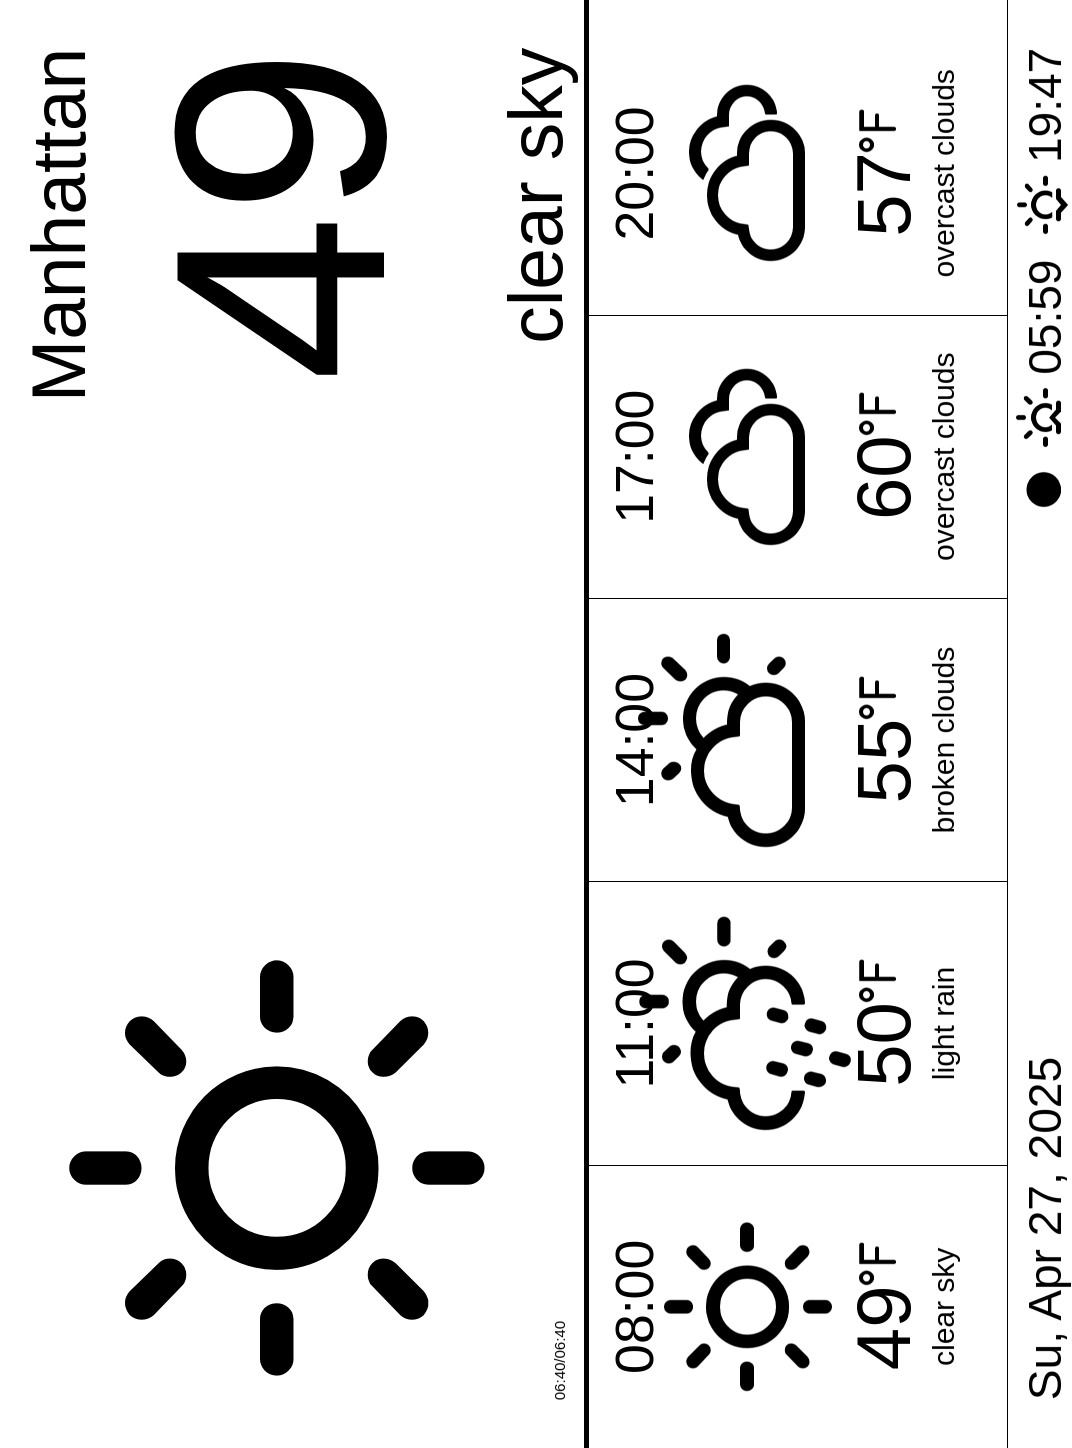 Manhattan
49
clear sky
06:40/06:40
08:00
49°F
clear sky
11:00
50°F
light rain
14:00
55°F
broken clouds
17:00
60°F
overcast clouds
20:00
57°F
overcast clouds
Su, Apr 27, 2025
05:59
19:47